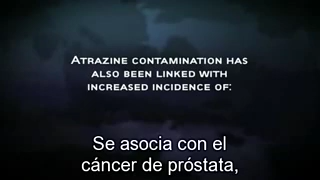 ATRAZINE CONTAMINATION HAS
ALSO BEEN LINKED WITH
INCREASED INCIDENCE OF:
Se asocia con el
cáncer de próstata,